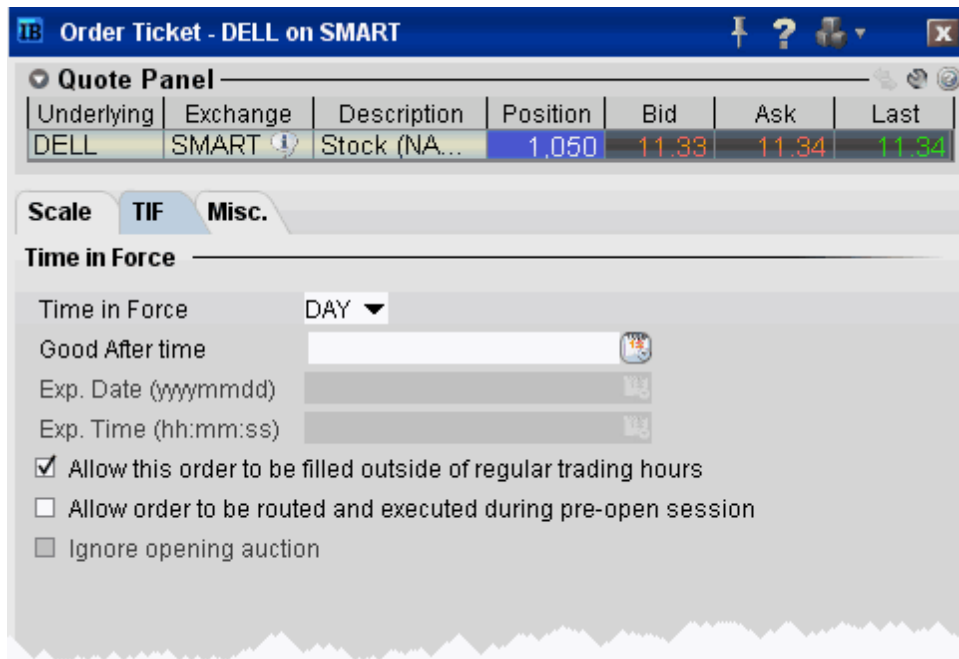 IB Order Ticket - DELL on SMART ?
Quote Panel
Underlying Exchange Description Position Bid Ask Last
DELL SMART Stock (NA... 1,050 11.33 11.34 11.34
Scale TIF Misc.
Time in Force
Time in Force DAY
Good After time
Exp. Date (yyyymmdd)
Exp. Time (hh:mm:ss)
Allow this order to be filled outside of regular trading hours
Allow order to be routed and executed during pre-open session
Ignore opening auction